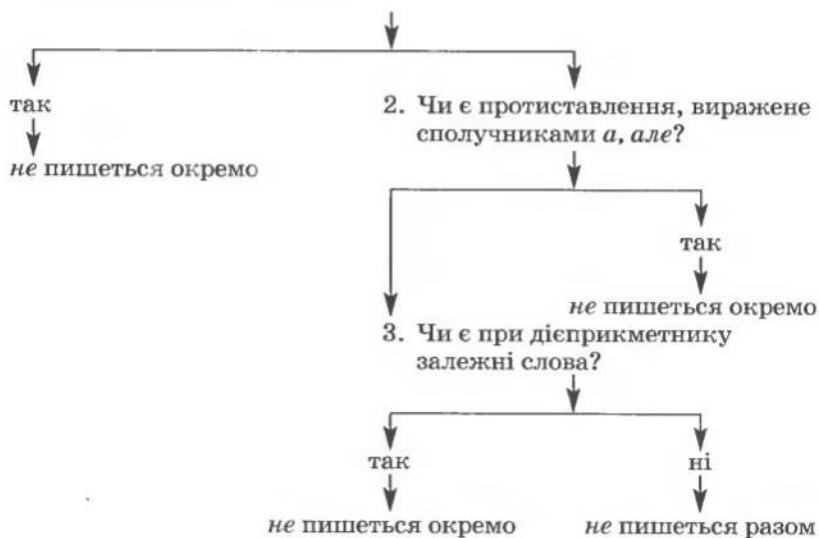 так
2. Чи є протиставлення, виражене
сполучниками а, але?
не пишеться окремо
так
не пишеться окремо
3. Чи є при дієприкметнику
залежні слова?
так
ні
не пишеться окремо
не пишеться разом